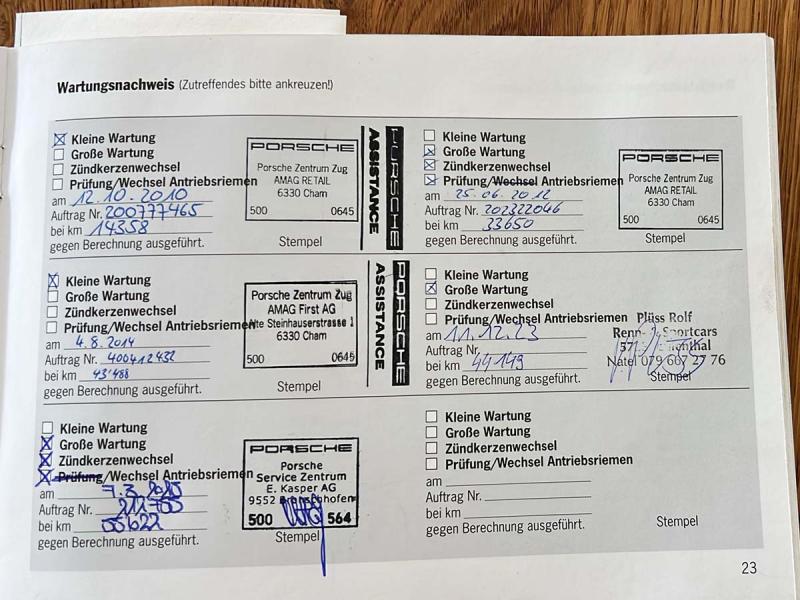 Wartungsnachweis (Zutreffendes bitte ankreuzen!)
Kleine Wartung
Große Wartung
Zündkerzenwechsel
Prüfung/Wechsel Antriebsriemen
am 12.10.2010
Auftrag Nr. 200777465
bei km 14358
gegen Berechnung ausgeführt.
PORSCHE
Porsche Zentrum Zug
AMAG RETAIL
6330 Cham
500 0645
Stempel
PORSCHE
ASSISTANCE
Kleine Wartung
Große Wartung
Zündkerzenwechsel
Prüfung/Wechsel Antriebsriemen
am 25.06.2012
Auftrag Nr. 202322046
bei km 33650
gegen Berechnung ausgeführt.
PORSCHE
Porsche Zentrum Zug
AMAG RETAIL
6330 Cham
500 0645
Stempel
Kleine Wartung
Große Wartung
Zündkerzenwechsel
Prüfung/Wechsel Antriebsriemen
am 4.8.2014
Auftrag Nr. 400412432
bei km 43'488
gegen Berechnung ausgeführt.
Porsche Zentrum Zug
AMAG First AG
Alte Steinhauserstrasse 1
6330 Cham
500 0645
Stempel
PORSCHE
ASSISTANCE
Kleine Wartung
Große Wartung
Zündkerzenwechsel
Prüfung/Wechsel Antriebsriemen
am 11.12.23
Auftrag Nr.
bei km 44149
gegen Berechnung ausgeführt.
Plüss Rolf
Sportcars
Natel 079 667 27 76
Stempel
Kleine Wartung
Große Wartung
Zündkerzenwechsel
Prüfung/Wechsel Antriebsriemen
am 7.3.
Auftrag Nr.
bei km
gegen Berechnung ausgeführt.
PORSCHE
Porsche
Service Zentrum
E. Kasper AG
9552
500 564
Stempel
Kleine Wartung
Große Wartung
Zündkerzenwechsel
Prüfung/Wechsel Antriebsriemen
am
Auftrag Nr.
bei km
gegen Berechnung ausgeführt.
Stempel
23